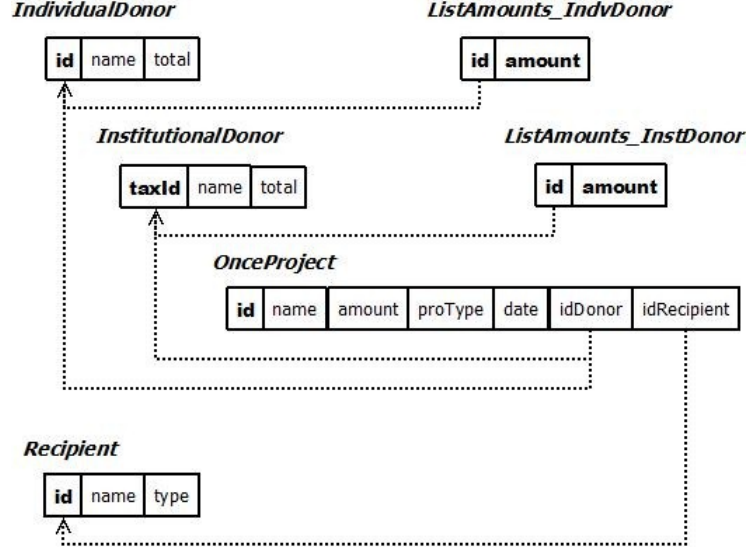 IndividualDonor ListAmounts_IndvDonor
id name total id amount
InstitutionalDonor ListAmounts_InstDonor
taxId name total id amount
OnceProject
id name amount proType date idDonor idRecipient
Recipient
id name type